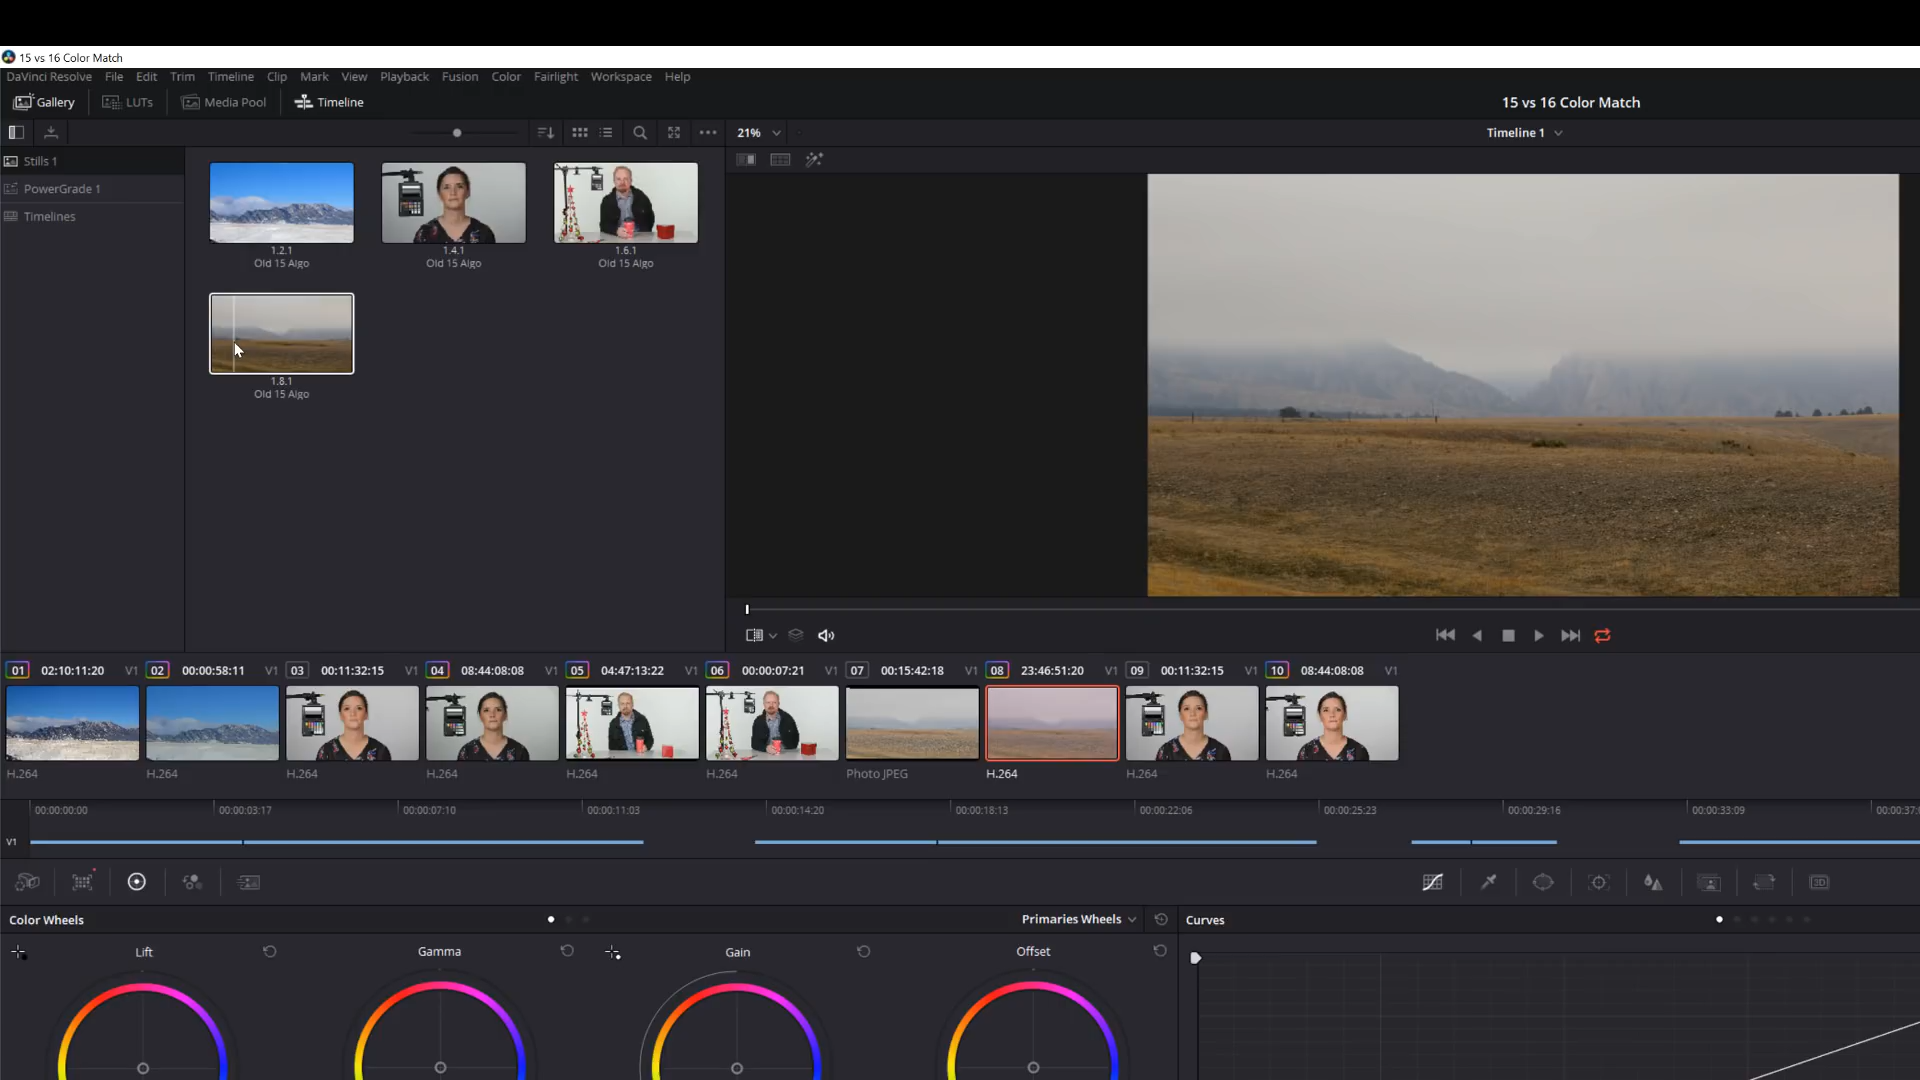 15 vs 16 Color Match
DaVinci Resolve File Edit Trim Timeline Clip Mark View Playback Fusion Color Fairlight Workspace Help
Gallery LUTs Media Pool Timeline 15 vs 16 Color Match
21% Timeline 1
Stills 1
PowerGrade 1
Timelines
1.2.1 1.4.1 1.6.1
Old 15 Algo Old 15 Algo Old 15 Algo
1.8.1
Old 15 Algo
01 02:10:11:20 V1 02 00:00:58:11 V1 03 00:11:32:15 V1 04 08:44:08:08 V1 05 04:47:13:22 V1 06 00:00:07:21 V1 07 00:15:42:18 V1 08 23:46:51:20 V1 09 00:11:32:15 V1 10 08:44:08:08 V1
H.264 H.264 H.264 H.264 H.264 H.264 Photo JPEG H.264 H.264 H.264
00:00:00:00 00:00:03:17 00:00:07:10 00:00:11:03 00:00:14:20 00:00:18:13 00:00:22:06 00:00:25:23 00:00:29:16 00:00:33:09 00:00:37:
V1
3D
Color Wheels Primaries Wheels Curves
Lift Gamma Gain Offset